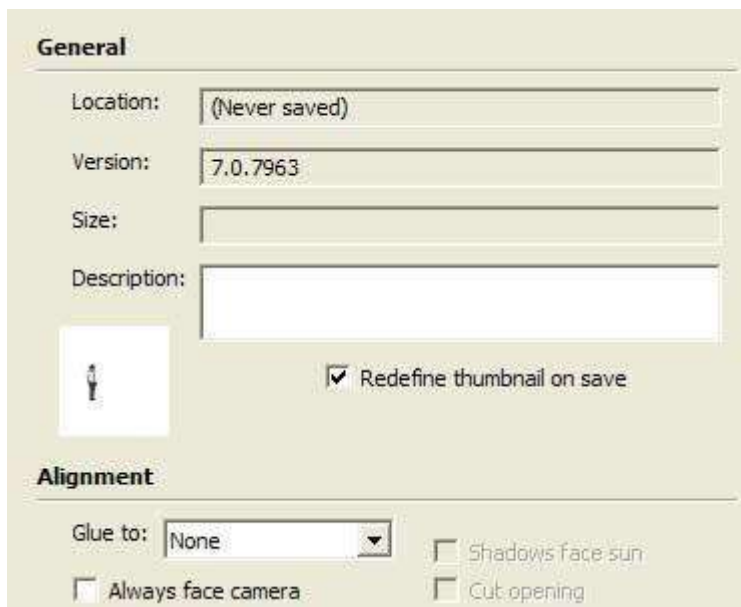 General
Location: (Never saved)
Version: 7.0.7963
Size:
Description:
Redefine thumbnail on save
Alignment
Glue to: None
Shadows face sun
Always face camera
Cut opening